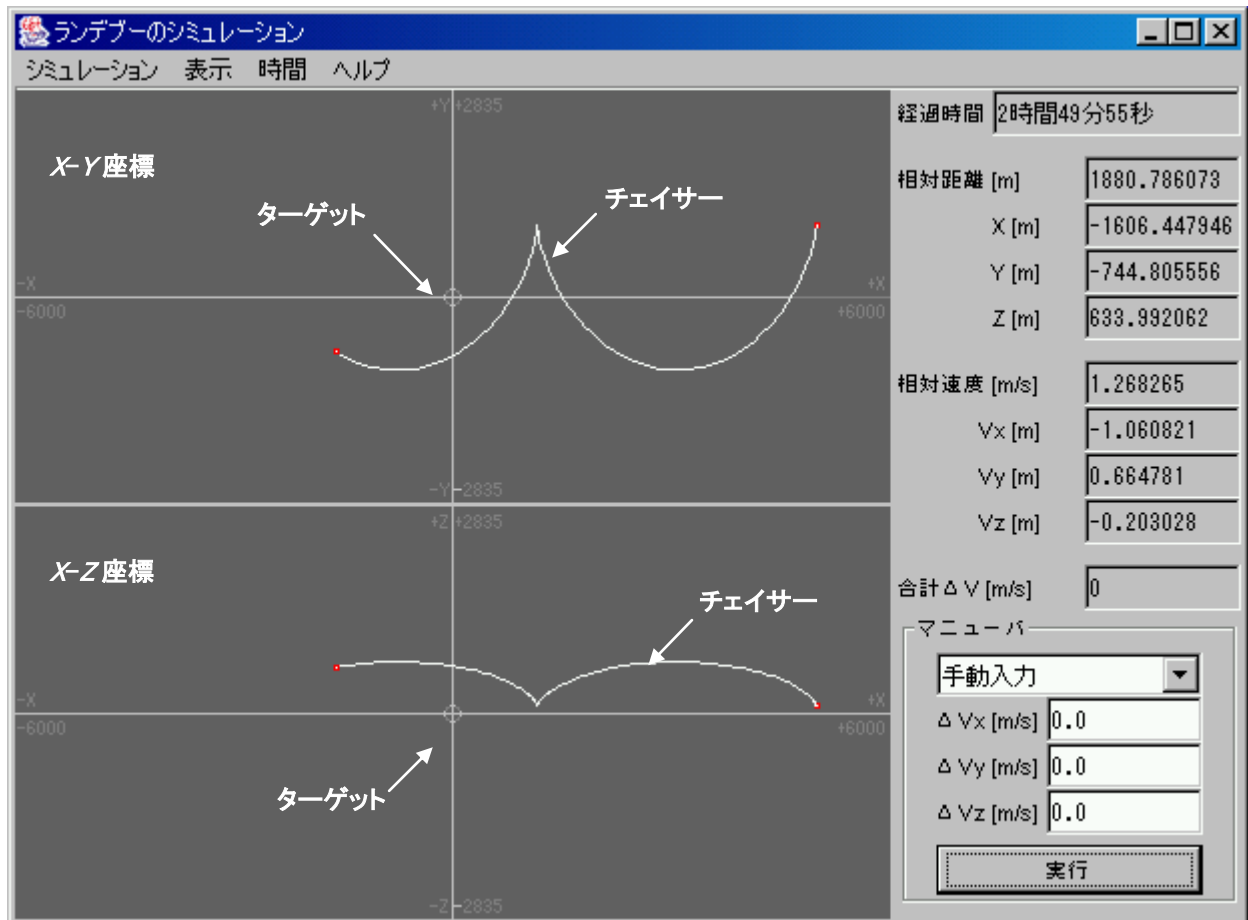 ランデブーのシミュレーション
シミュレーション 表示 時間 ヘルプ
+Y +2835
X-Y座標
ターゲット
チェイサー
-X
-6000
+X
+6000
-Y -2835
+Z +2835
X-Z座標
チェイサー
-X
-6000
+X
+6000
ターゲット
-Z -2835
経過時間 2時間49分55秒
相対距離 [m] 1880.786073
X [m] -1606.447946
Y [m] -744.805556
Z [m] 633.992062
相対速度 [m/s] 1.268265
Vx [m] -1.060821
Vy [m] 0.664781
Vz [m] -0.203028
合計Δ V [m/s] 0
マニューバ
手動入力
Δ Vx [m/s] 0.0
Δ Vy [m/s] 0.0
Δ Vz [m/s] 0.0
実行